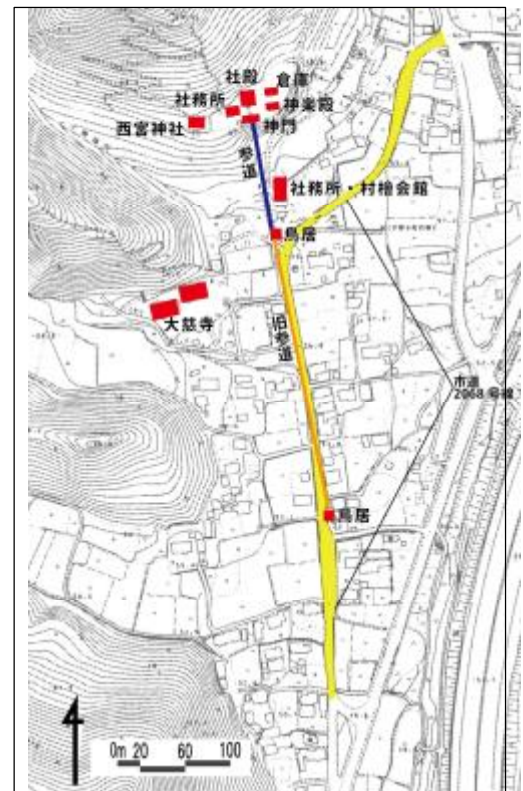 社殿
倉庫
社務所
神楽殿
西宮神社
神門
参道
社務所・村檜会館
鳥居
大慈寺
旧参道
市道
2068号線
鳥居
0m 20 60 100